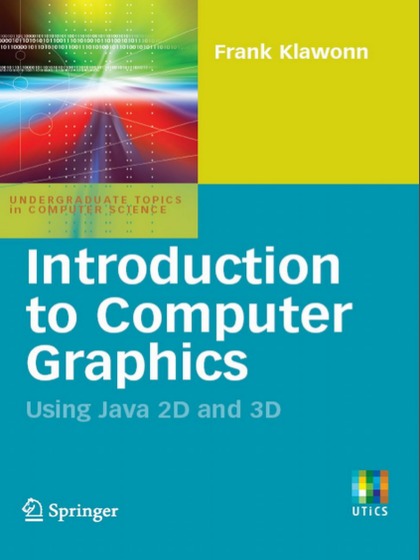 Frank Klawonn
UNDERGRADUATE TOPICS
in COMPUTER SCIENCE
Introduction
to Computer
Graphics
Using Java 2D and 3D
Springer
UTiCS